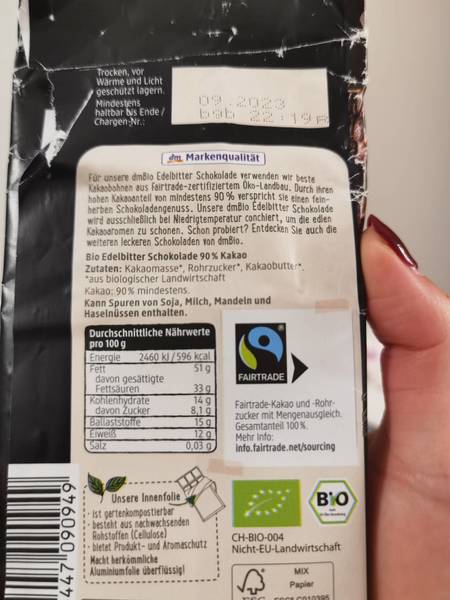 Trocken, vor
Wärme und Licht
geschützt lagern.
Mindestens
haltbar bis Ende /
Chargen-Nr.:
09.2023
22:19
dm Markenqualität
Für unsere dmBio Edelbitter Schokolade verwenden wir beste
Kakaobohnen aus Fairtrade-zertifiziertem Öko-Landbau. Durch ihren
hohen Kakaoanteil von mindestens 90 % verspricht sie einen fein-
herben Schokoladengenuss. Unsere dmBio Edelbitter Schokolade
wird ausschließlich bei Niedrigtemperatur conchiert, um die edlen
Kakaoaromen zu schonen. Schon probiert? Entdecken Sie auch die
weiteren leckeren Schokoladen von dmBio.
Bio Edelbitter Schokolade 90 % Kakao
Zutaten: Kakaomasse*, Rohrzucker*, Kakaobutter*.
*aus biologischer Landwirtschaft
Kakao: 90 % mindestens.
Kann Spuren von Soja, Milch, Mandeln und
Haselnüssen enthalten.
Durchschnittliche Nährwerte
pro 100 g
Energie 2460 kJ / 596 kcal
Fett 51 g
davon gesättigte
Fettsäuren 33 g
Kohlenhydrate 14 g
davon Zucker 8,1 g
Ballaststoffe 15 g
Eiweiß 12 g
Salz 0,03 g
FAIRTRADE
Fairtrade-Kakao und -Rohr-
zucker mit Mengenausgleich.
Gesamtanteil 100 %.
Mehr Info:
info.fairtrade.net/sourcing
Unsere Innenfolie
· ist gartenkompostierbar
· besteht aus nachwachsenden
Rohstoffen (Cellulose)
· bietet Produkt- und Aromaschutz
Macht herkömmliche
Aluminiumfolie überflüssig!
447 090949
BIO
CH-BIO-004
Nicht-EU-Landwirtschaft
MIX
Papier
FSC